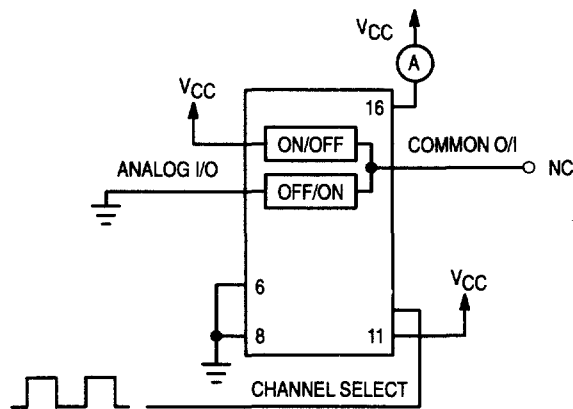 VCC
A
VCC
16
ON/OFF
COMMON O/I
NC
ANALOG I/O
OFF/ON
6
VCC
8
11
CHANNEL SELECT